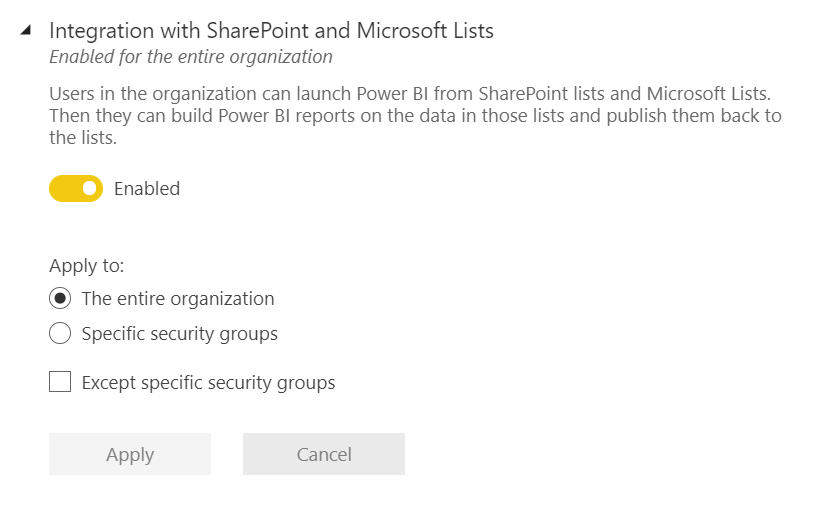 Integration with SharePoint and Microsoft Lists
Enabled for the entire organization
Users in the organization can launch Power BI from SharePoint lists and Microsoft Lists.
Then they can build Power BI reports on the data in those lists and publish them back to
the lists.
Enabled
Apply to:
The entire organization
Specific security groups
Except specific security groups
Apply
Cancel